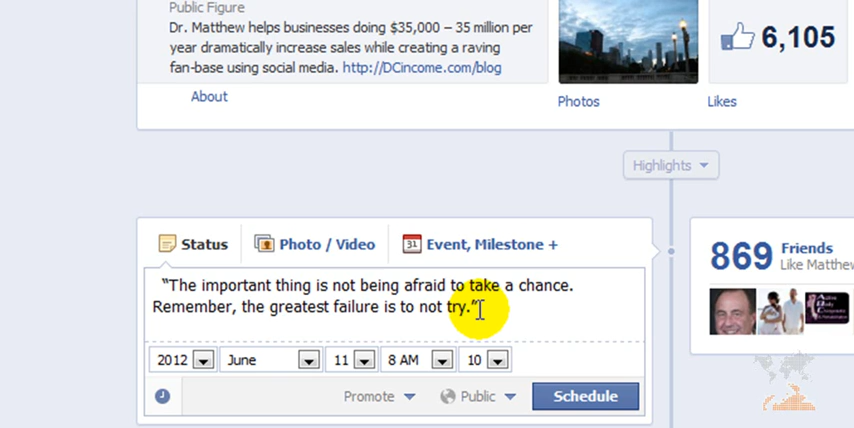 Public Figure
Dr. Matthew helps businesses doing $35,000 – 35 million per
year dramatically increase sales while creating a raving
fan-base using social media. http://DCincome.com/blog
About
Photos
6,105
Likes
Highlights
Status
Photo / Video
31
Event, Milestone +
“The important thing is not being afraid to take a chance.
Remember, the greatest failure is to not try.”
2012 June 11 8 AM 10
Promote
Public
Schedule
869
Friends
Like Matthew